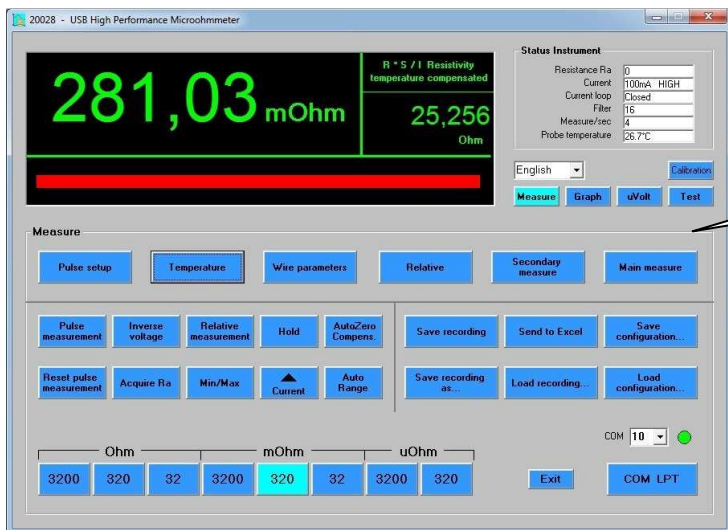 20028 - USB High Performance Microohmmeter
281,03 mOhm
R * S / l Resistivity
temperature compensated
25,256
Ohm
Status Instrument
Resistance Ra 0
Current 100mA HIGH
Current loop Closed
Filter 16
Measure/sec 4
Probe temperature 26.7°C
English
Calibration
Measure Graph uVolt Test
Measure
Pulse setup Temperature Wire parameters Relative Secondary measure Main measure
Pulse measurement Inverse voltage Relative measurement Hold AutoZero Compens. Save recording Send to Excel Save configuration...
Reset pulse measurement Acquire Ra Min/Max Current Auto Range Save recording as... Load recording... Load configuration...
COM 10
Ohm mOhm uOhm
3200 320 32 3200 320 32 3200 320 Exit COM LPT